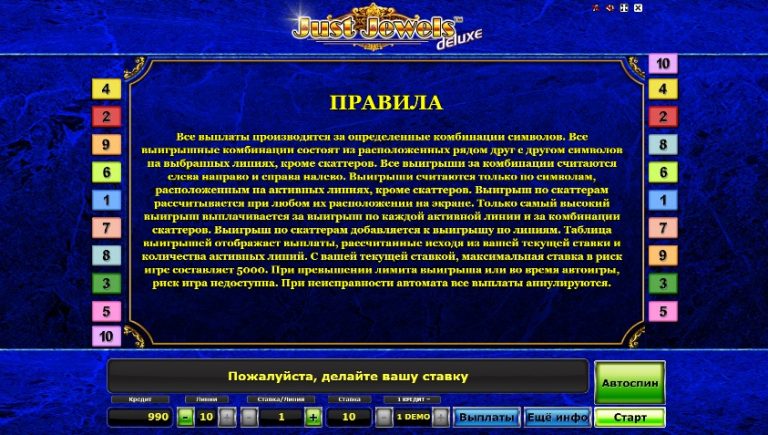 Just Jewels™
deluxe
10
4
2
9
6
1
7
8
3
5
10
ПРАВИЛА
Все выплаты производятся за определенные комбинации символов. Все
выигрышные комбинации состоят из расположенных рядом друг с другом символов
на выбранных линиях, кроме скаттеров. Все выигрыши за комбинации считаются
слева направо и справа налево. Выигрыши считаются только по символам,
расположенным на активных линиях, кроме скаттеров. Выигрыш по скаттерам
рассчитывается при любом их расположении на экране. Только самый высокий
выигрыш выплачивается за выигрыш по каждой активной линии и за комбинации
скаттеров. Выигрыш по скаттерам добавляется к выигрышу по линиям. Таблица
выигрышей отображает выплаты, рассчитанные исходя из вашей текущей ставки и
количества активных линий. С вашей текущей ставкой, максимальная ставка в риск
игре составляет 5000. При превышении лимита выигрыша или во время автоигры,
риск игра недоступна. При неисправности автомата все выплаты аннулируются.
4
2
8
6
1
7
9
3
5
Пожалуйста, делайте вашу ставку
Автоспин
Кредит Линии Ставка/Линия Ставка 1 КРЕДИТ =
990 - 10 + - 1 + 10 - 1 DEMO + Выплаты Ещё инфо Старт